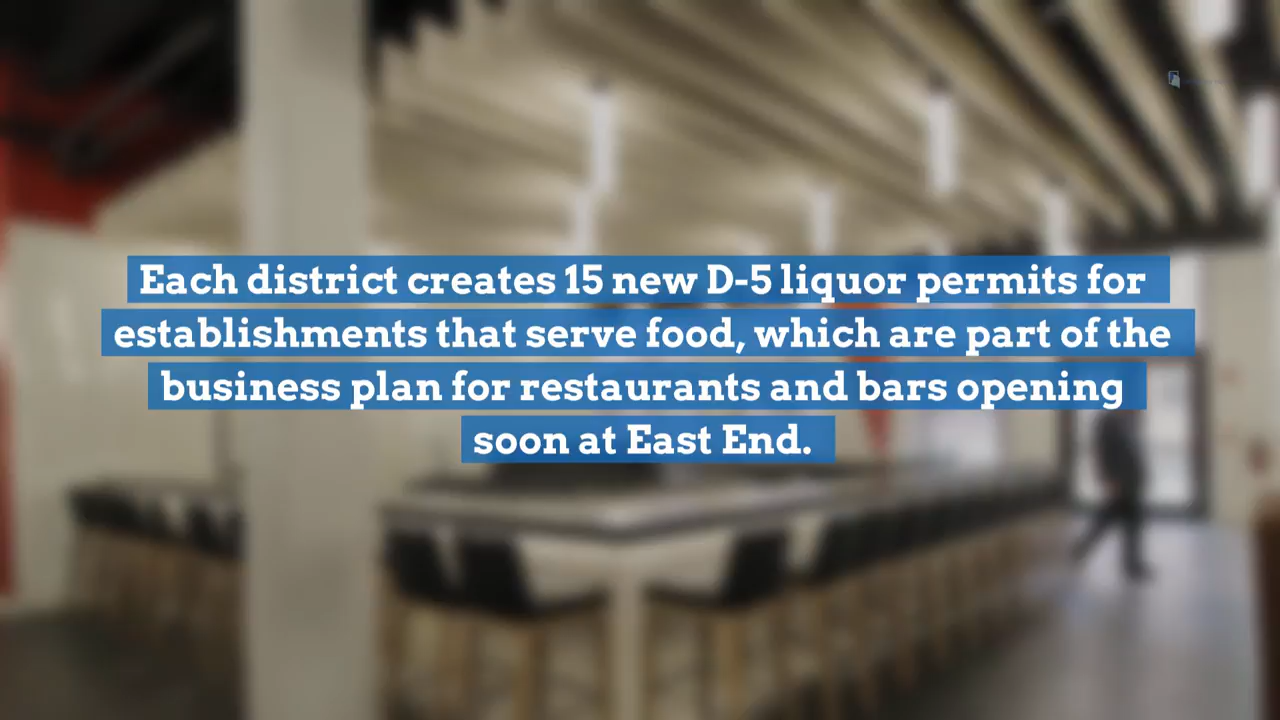 Each district creates 15 new D-5 liquor permits for
establishments that serve food, which are part of the
business plan for restaurants and bars opening
soon at East End.